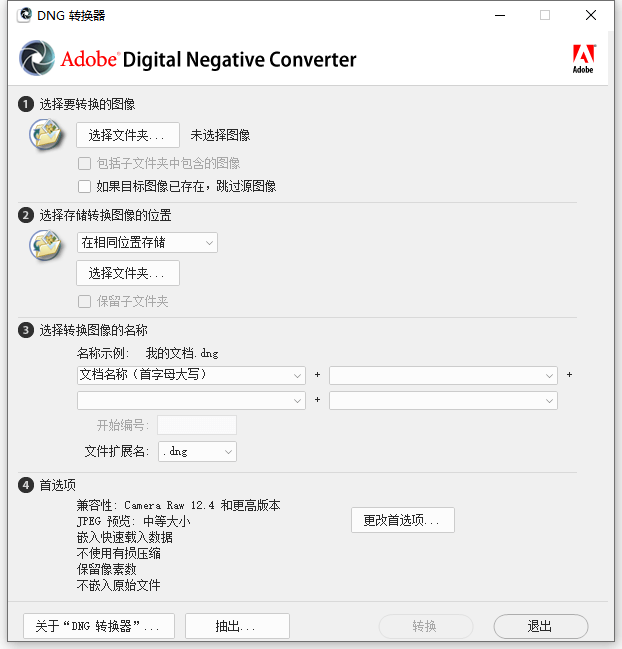 DNG 转换器
Adobe® Digital Negative Converter
Adobe
1 选择要转换的图像
选择文件夹... 未选择图像
包括子文件夹中包含的图像
如果目标图像已存在，跳过源图像
2 选择存储转换图像的位置
在相同位置存储
选择文件夹...
保留子文件夹
3 选择转换图像的名称
名称示例: 我的文档.dng
文档名称（首字母大写） + +
+
开始编号:
文件扩展名: .dng
4 首选项
兼容性: Camera Raw 12.4 和更高版本
JPEG 预览: 中等大小
更改首选项...
嵌入快速载入数据
不使用有损压缩
保留像素数
不嵌入原始文件
关于“DNG 转换器”... 抽出... 转换 退出